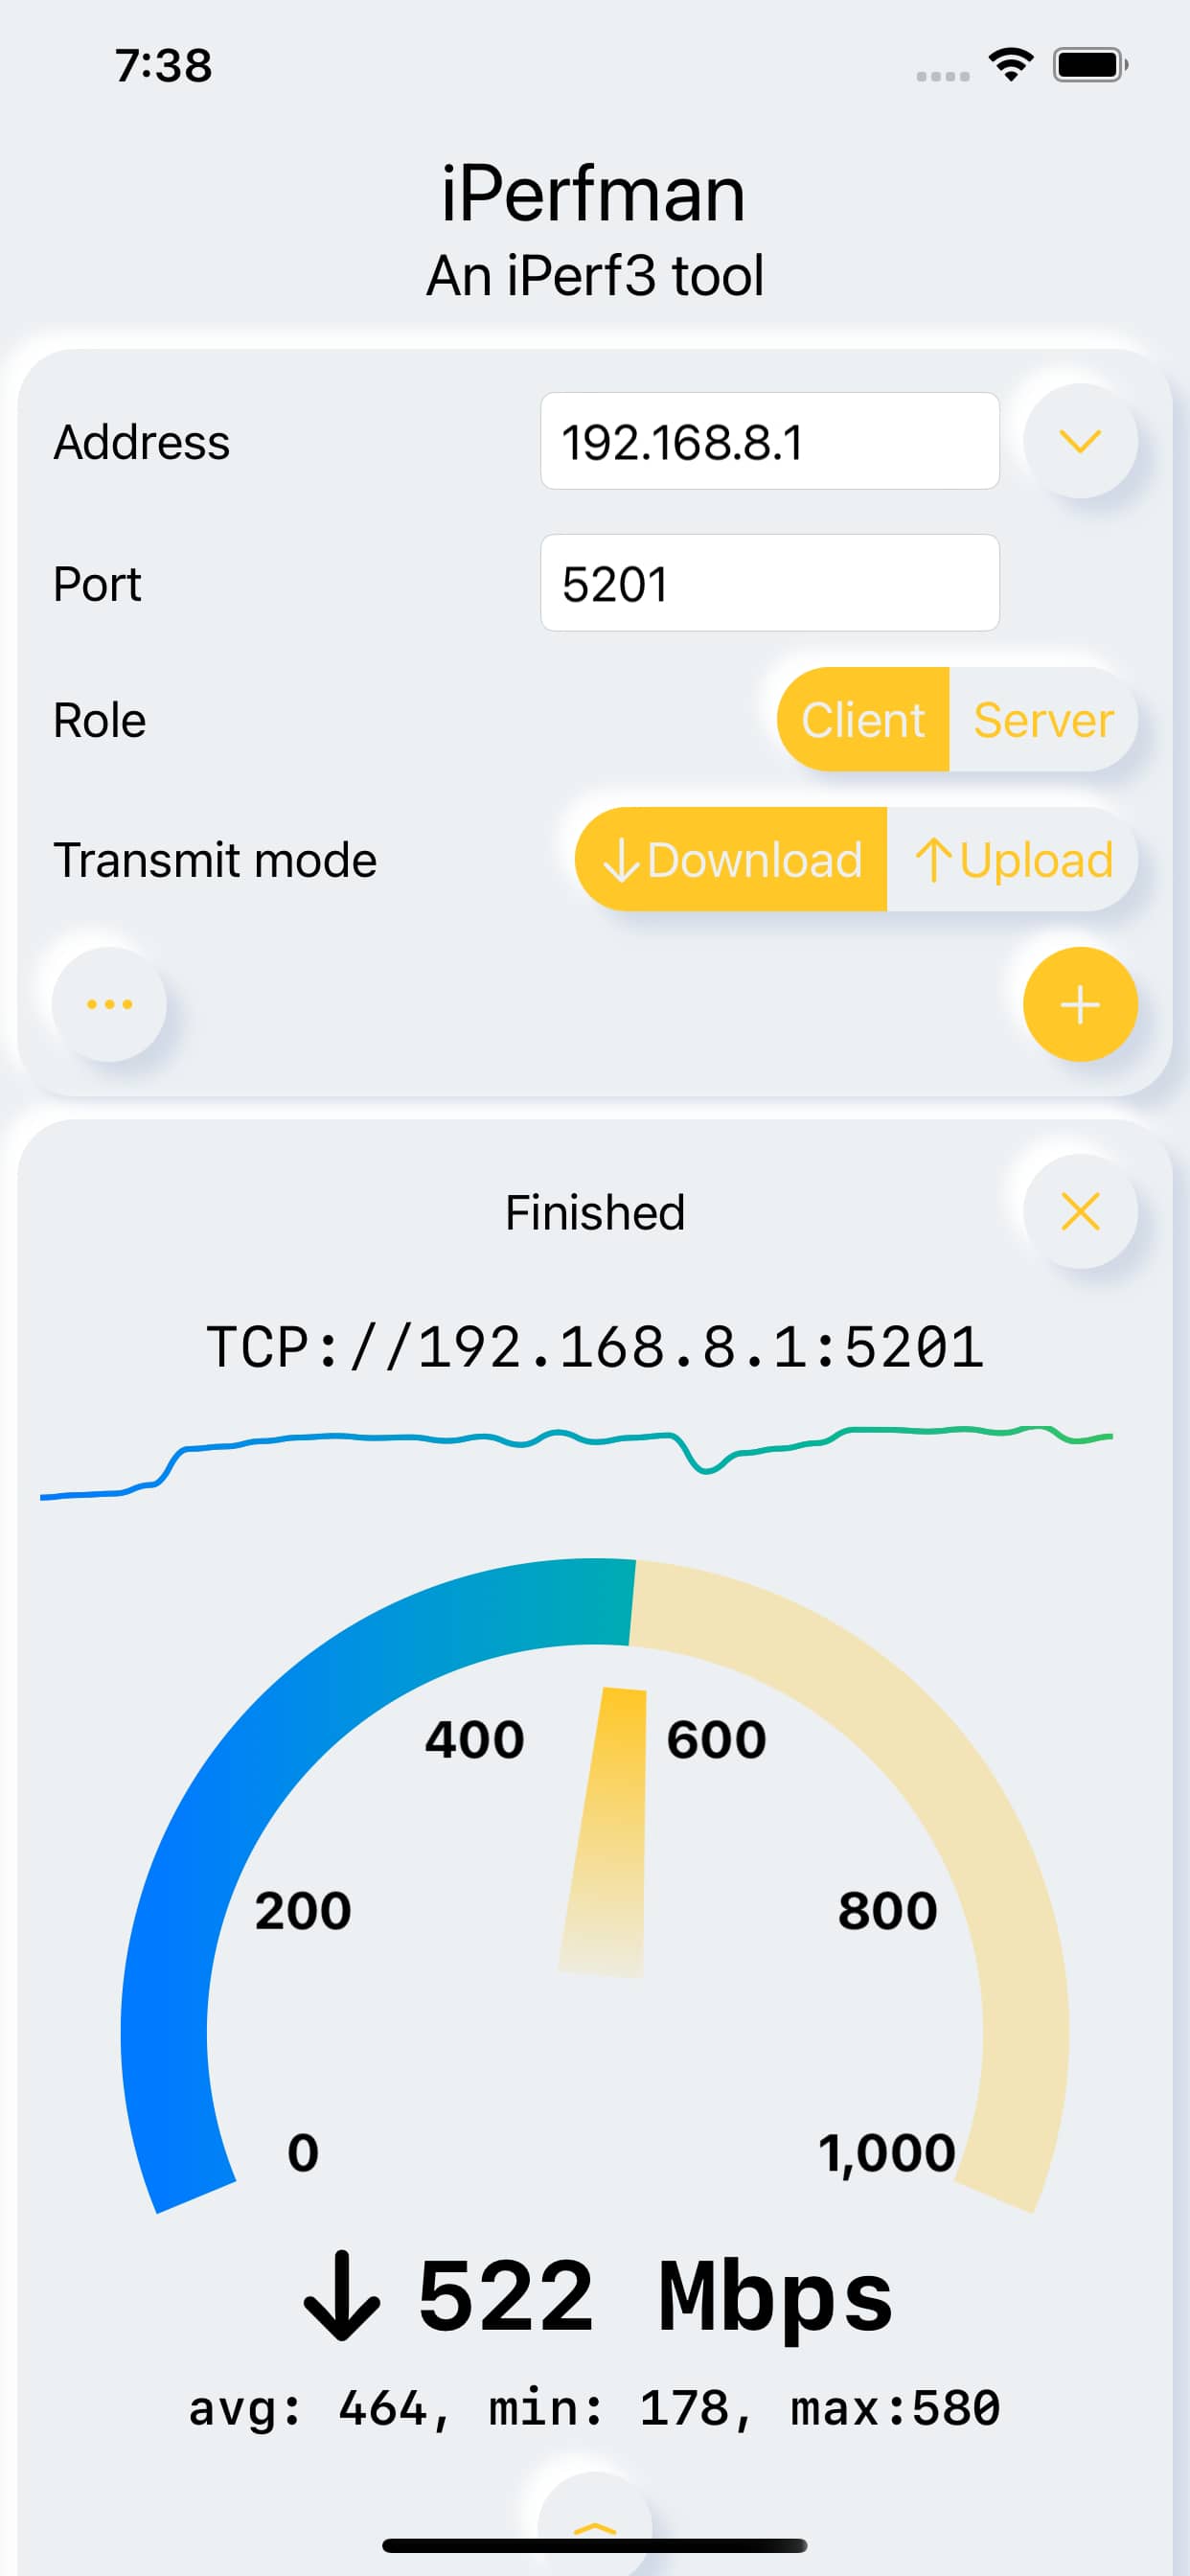 7:38
iPerfman
An iPerf3 tool
Address 192.168.8.1
Port 5201
Role Client Server
Transmit mode ↓Download ↑Upload
Finished
TCP://192.168.8.1:5201
400 600
200 800
0 1,000
↓522 Mbps
avg: 464, min: 178, max:580